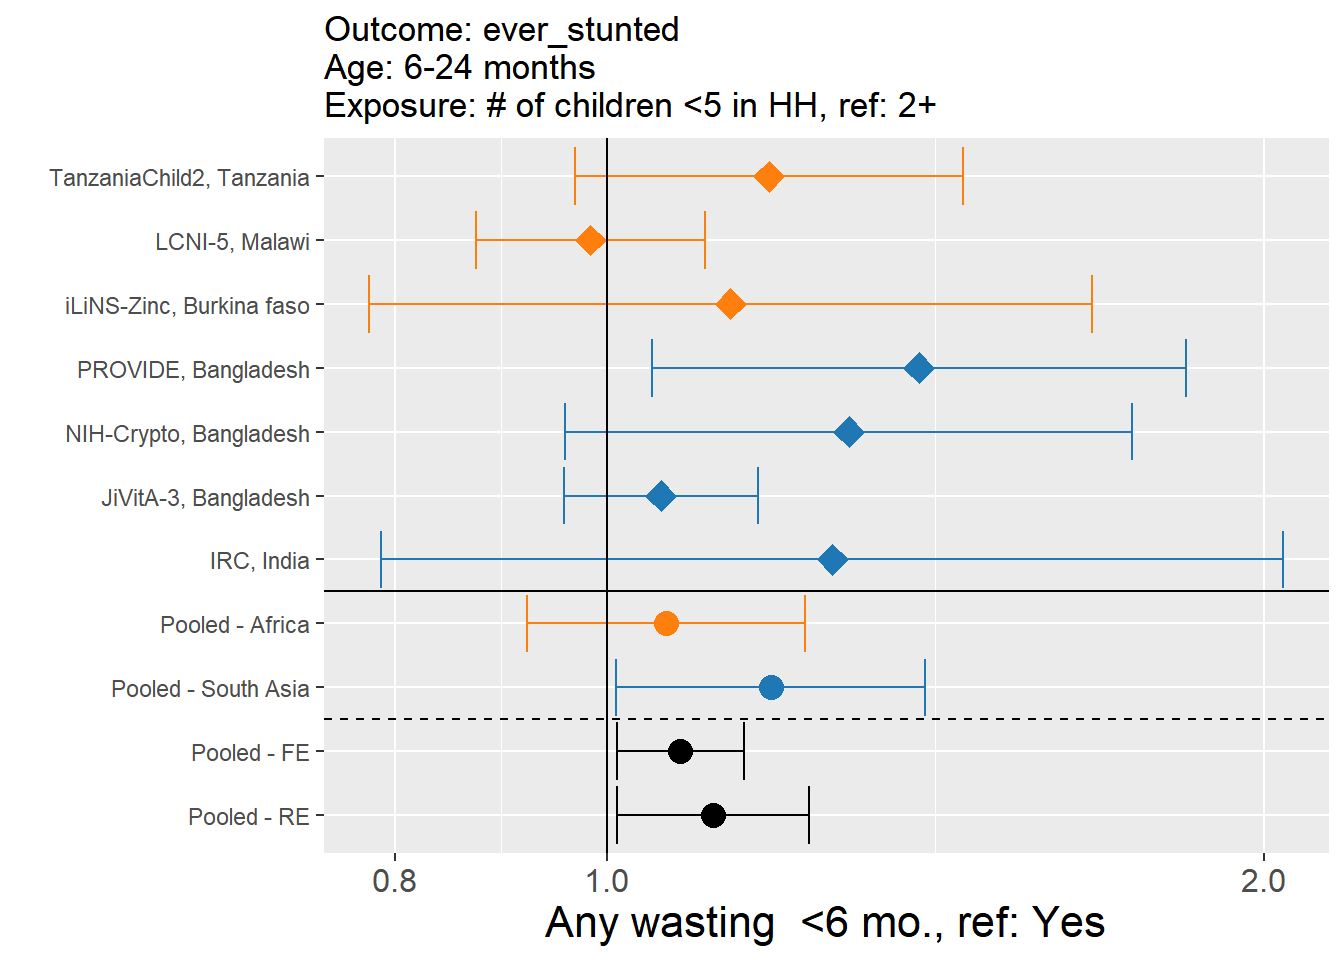 Outcome: ever_stunted
Age: 6-24 months
Exposure: # of children <5 in HH, ref: 2+
TanzaniaChild2, Tanzania
LCNI-5, Malawi
iLiNS-Zinc, Burkina faso
PROVIDE, Bangladesh
NIH-Crypto, Bangladesh
JiVitA-3, Bangladesh
IRC, India
Pooled - Africa
Pooled - South Asia
Pooled - FE
Pooled - RE
0.8 1.0 2.0
Any wasting  <6 mo., ref: Yes